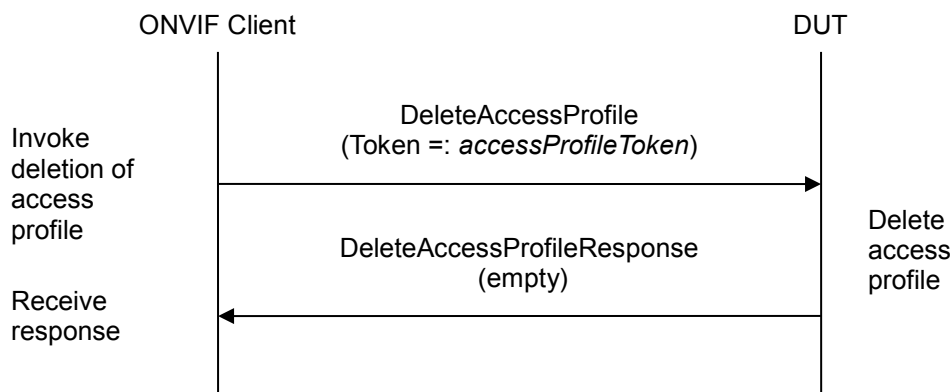 ONVIF Client
DUT
Invoke
deletion of
access
profile
DeleteAccessProfile
(Token =: accessProfileToken)
DeleteAccessProfileResponse
(empty)
Delete
access
profile
Receive
response